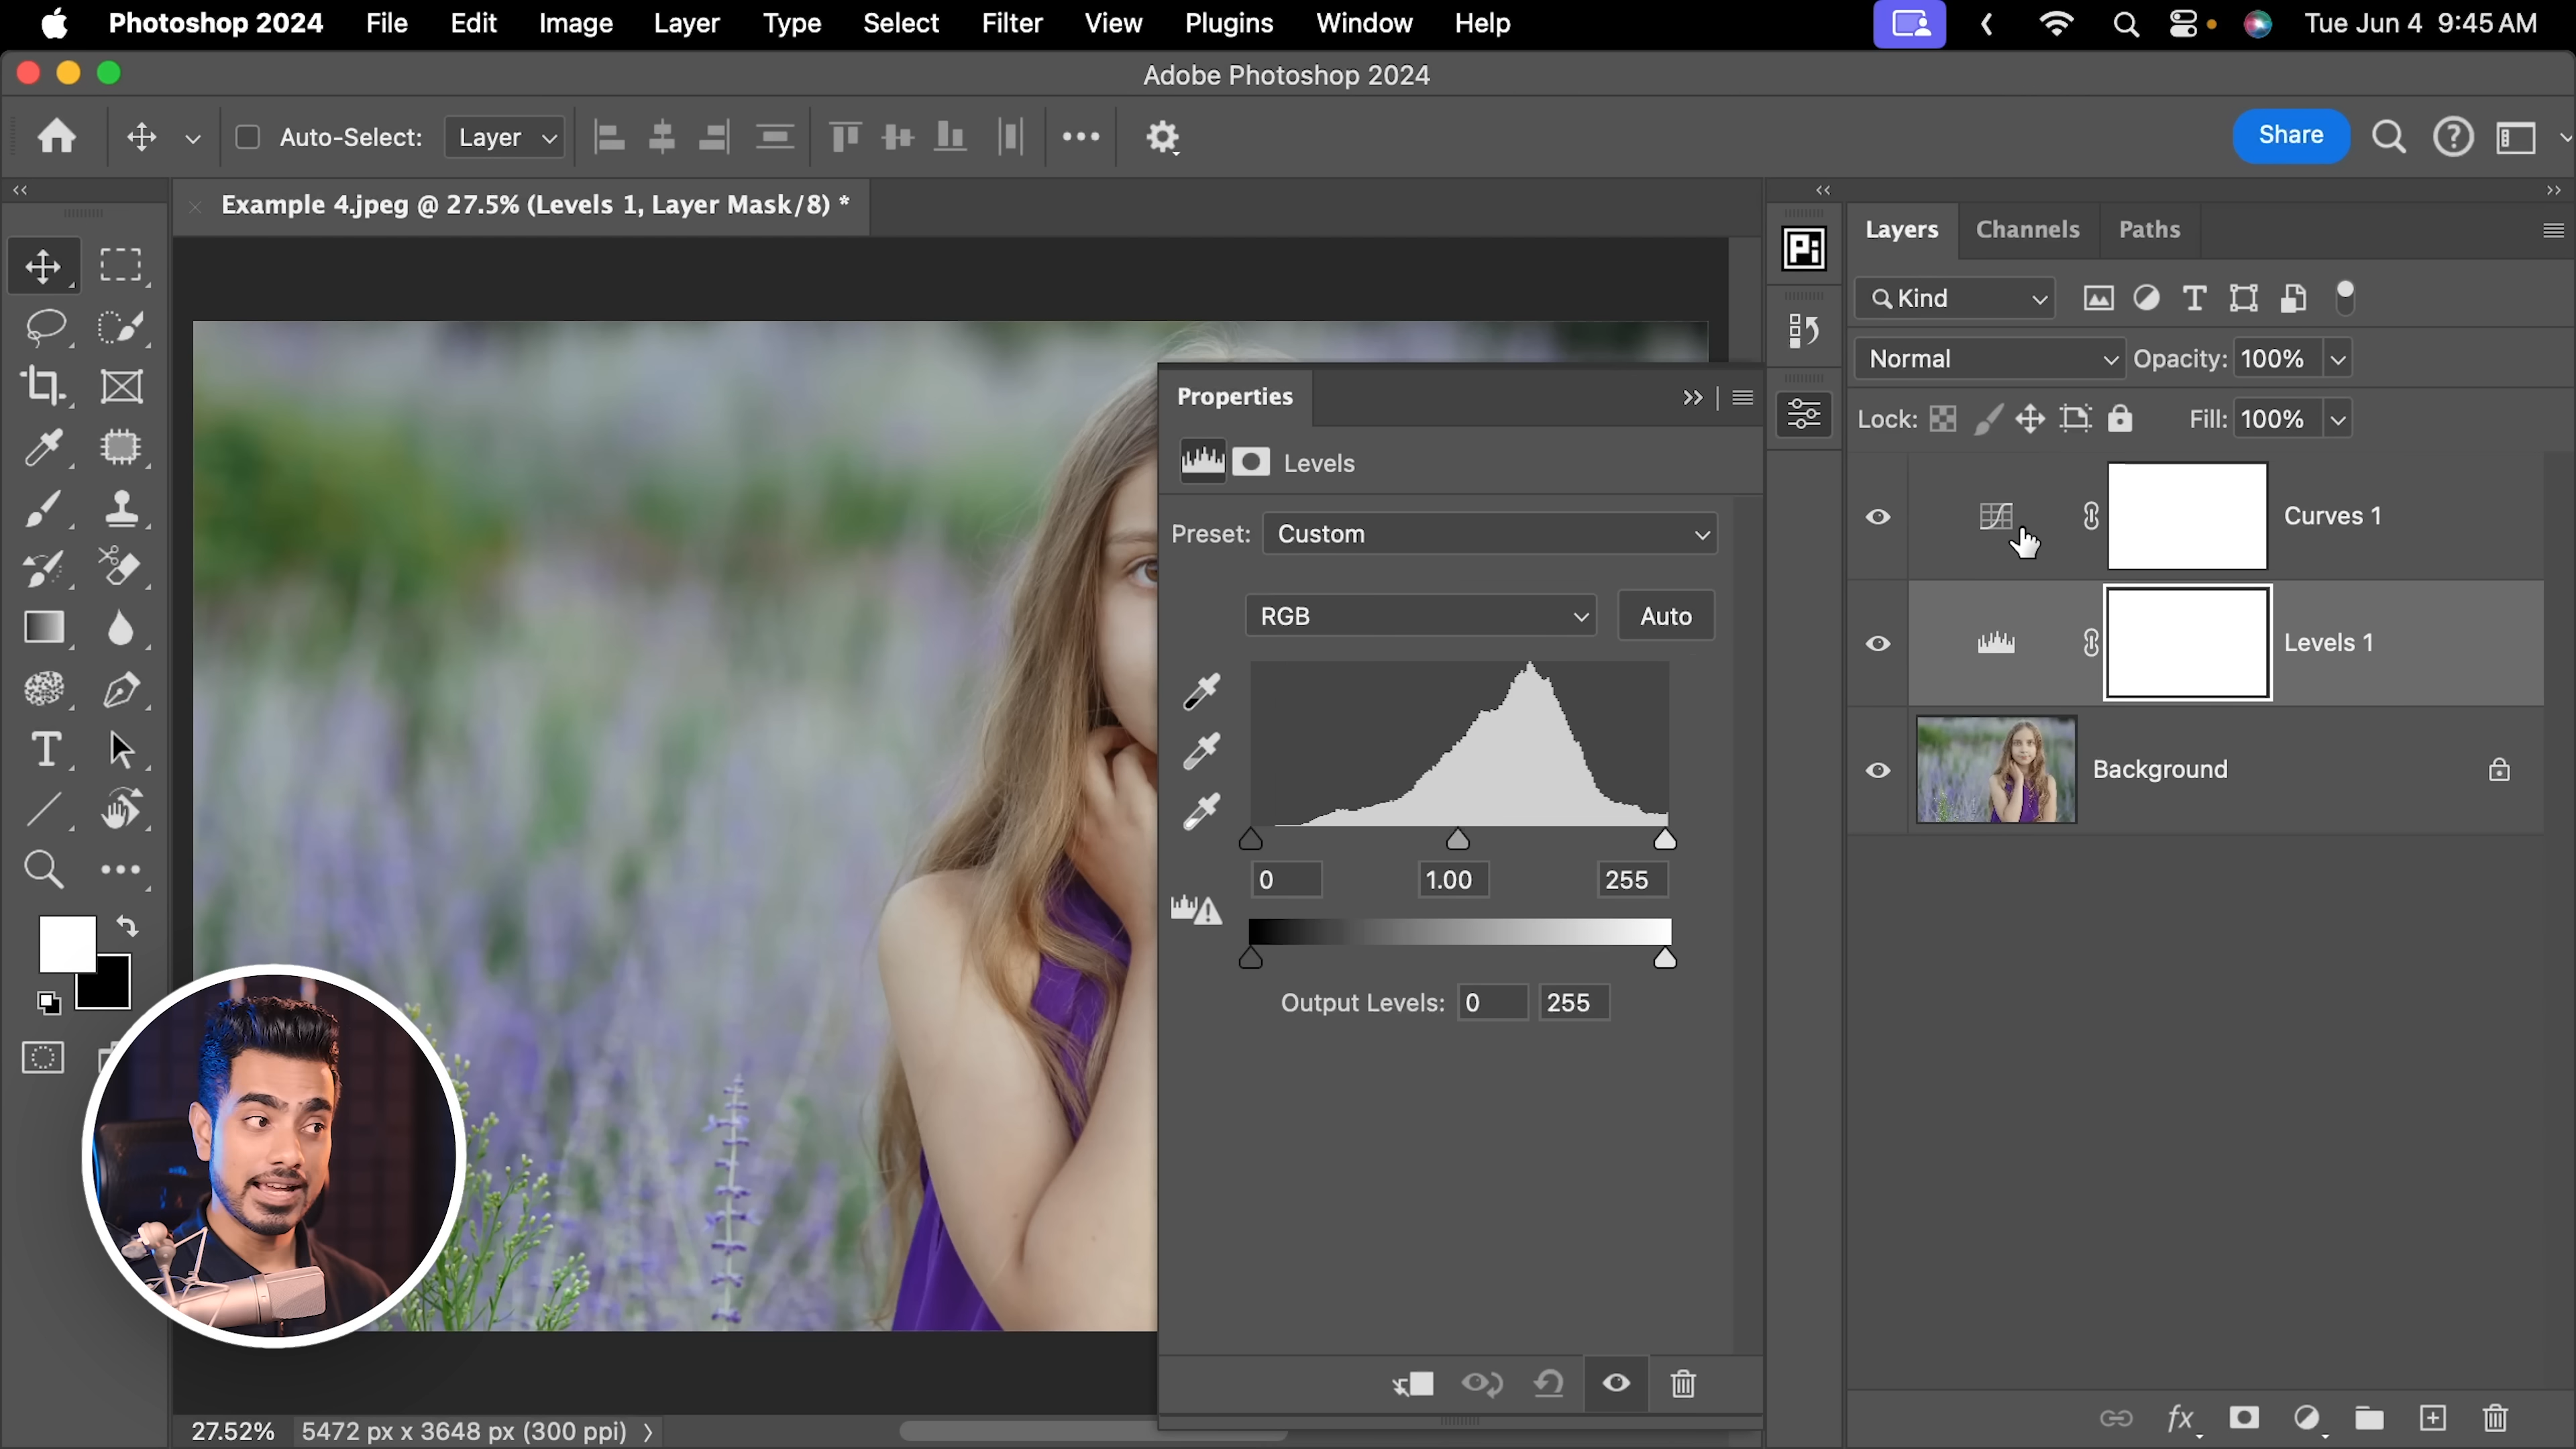 Photoshop 2024 File Edit Image Layer Type Select Filter View Plugins Window Help Tue Jun 4 9:45 AM
Adobe Photoshop 2024
Auto-Select: Layer Share
Example 4.jpeg @ 27.5% (Levels 1, Layer Mask/8) *
Pi
Layers Channels Paths
Kind
Normal Opacity: 100%
Lock: Fill: 100%
Properties
Levels
Preset: Custom
RGB Auto
0 1.00 255
Output Levels: 0 255
Curves 1
Levels 1
Background
27.52% 5472 px x 3648 px (300 ppi)
fx